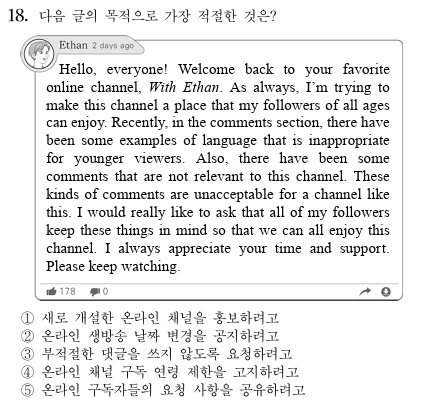 18. 다음 글의 목적으로 가장 적절한 것은?
Ethan 2 days ago
Hello, everyone! Welcome back to your favorite
online channel, With Ethan. As always, I'm trying to
make this channel a place that my followers of all ages
can enjoy. Recently, in the comments section, there have
been some examples of language that is inappropriate
for younger viewers. Also, there have been some
comments that are not relevant to this channel. These
kinds of comments are unacceptable for a channel like
this. I would really like to ask that all of my followers
keep these things in mind so that we can all enjoy this
channel. I always appreciate your time and support.
Please keep watching.
178 0
① 새로 개설한 온라인 채널을 홍보하려고
② 온라인 생방송 날짜 변경을 공지하려고
③ 부적절한 댓글을 쓰지 않도록 요청하려고
④ 온라인 채널 구독 연령 제한을 고지하려고
⑤ 온라인 구독자들의 요청 사항을 공유하려고